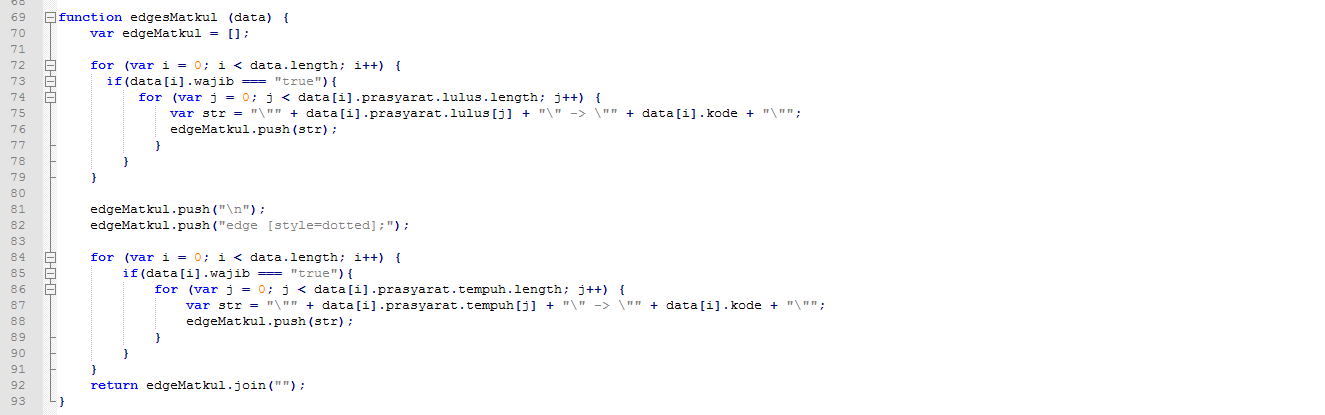 68
69 function edgesMatkul (data) {
70     var edgeMatkul = [];
71
72     for (var i = 0; i < data.length; i++) {
73       if(data[i].wajib === "true"){
74           for (var j = 0; j < data[i].prasyarat.lulus.length; j++) {
75               var str = "\"" + data[i].prasyarat.lulus[j] + "\" -> \"" + data[i].kode + "\"";
76               edgeMatkul.push(str);
77             }
78         }
79     }
80
81     edgeMatkul.push("\n");
82     edgeMatkul.push("edge [style=dotted];");
83
84     for (var i = 0; i < data.length; i++) {
85         if(data[i].wajib === "true"){
86             for (var j = 0; j < data[i].prasyarat.tempuh.length; j++) {
87                 var str = "\"" + data[i].prasyarat.tempuh[j] + "\" -> \"" + data[i].kode + "\"";
88                 edgeMatkul.push(str);
89             }
90         }
91     }
92     return edgeMatkul.join("");
93 }